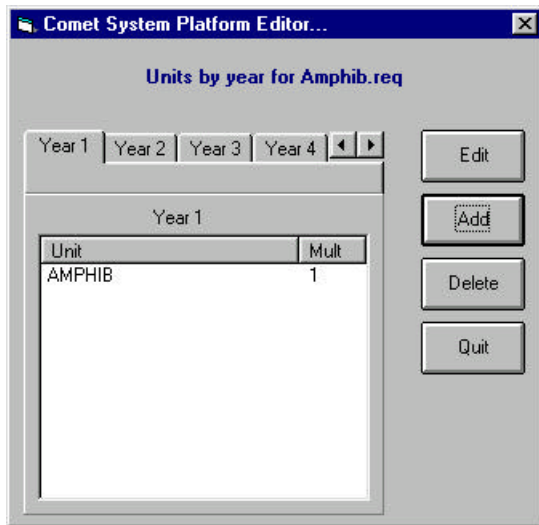 Comet System Platform Editor...
Units by year for Amphib.req
Year 1 Year 2 Year 3 Year 4
Edit
Year 1
Add
Unit Mult
AMPHIB 1
Delete
Quit